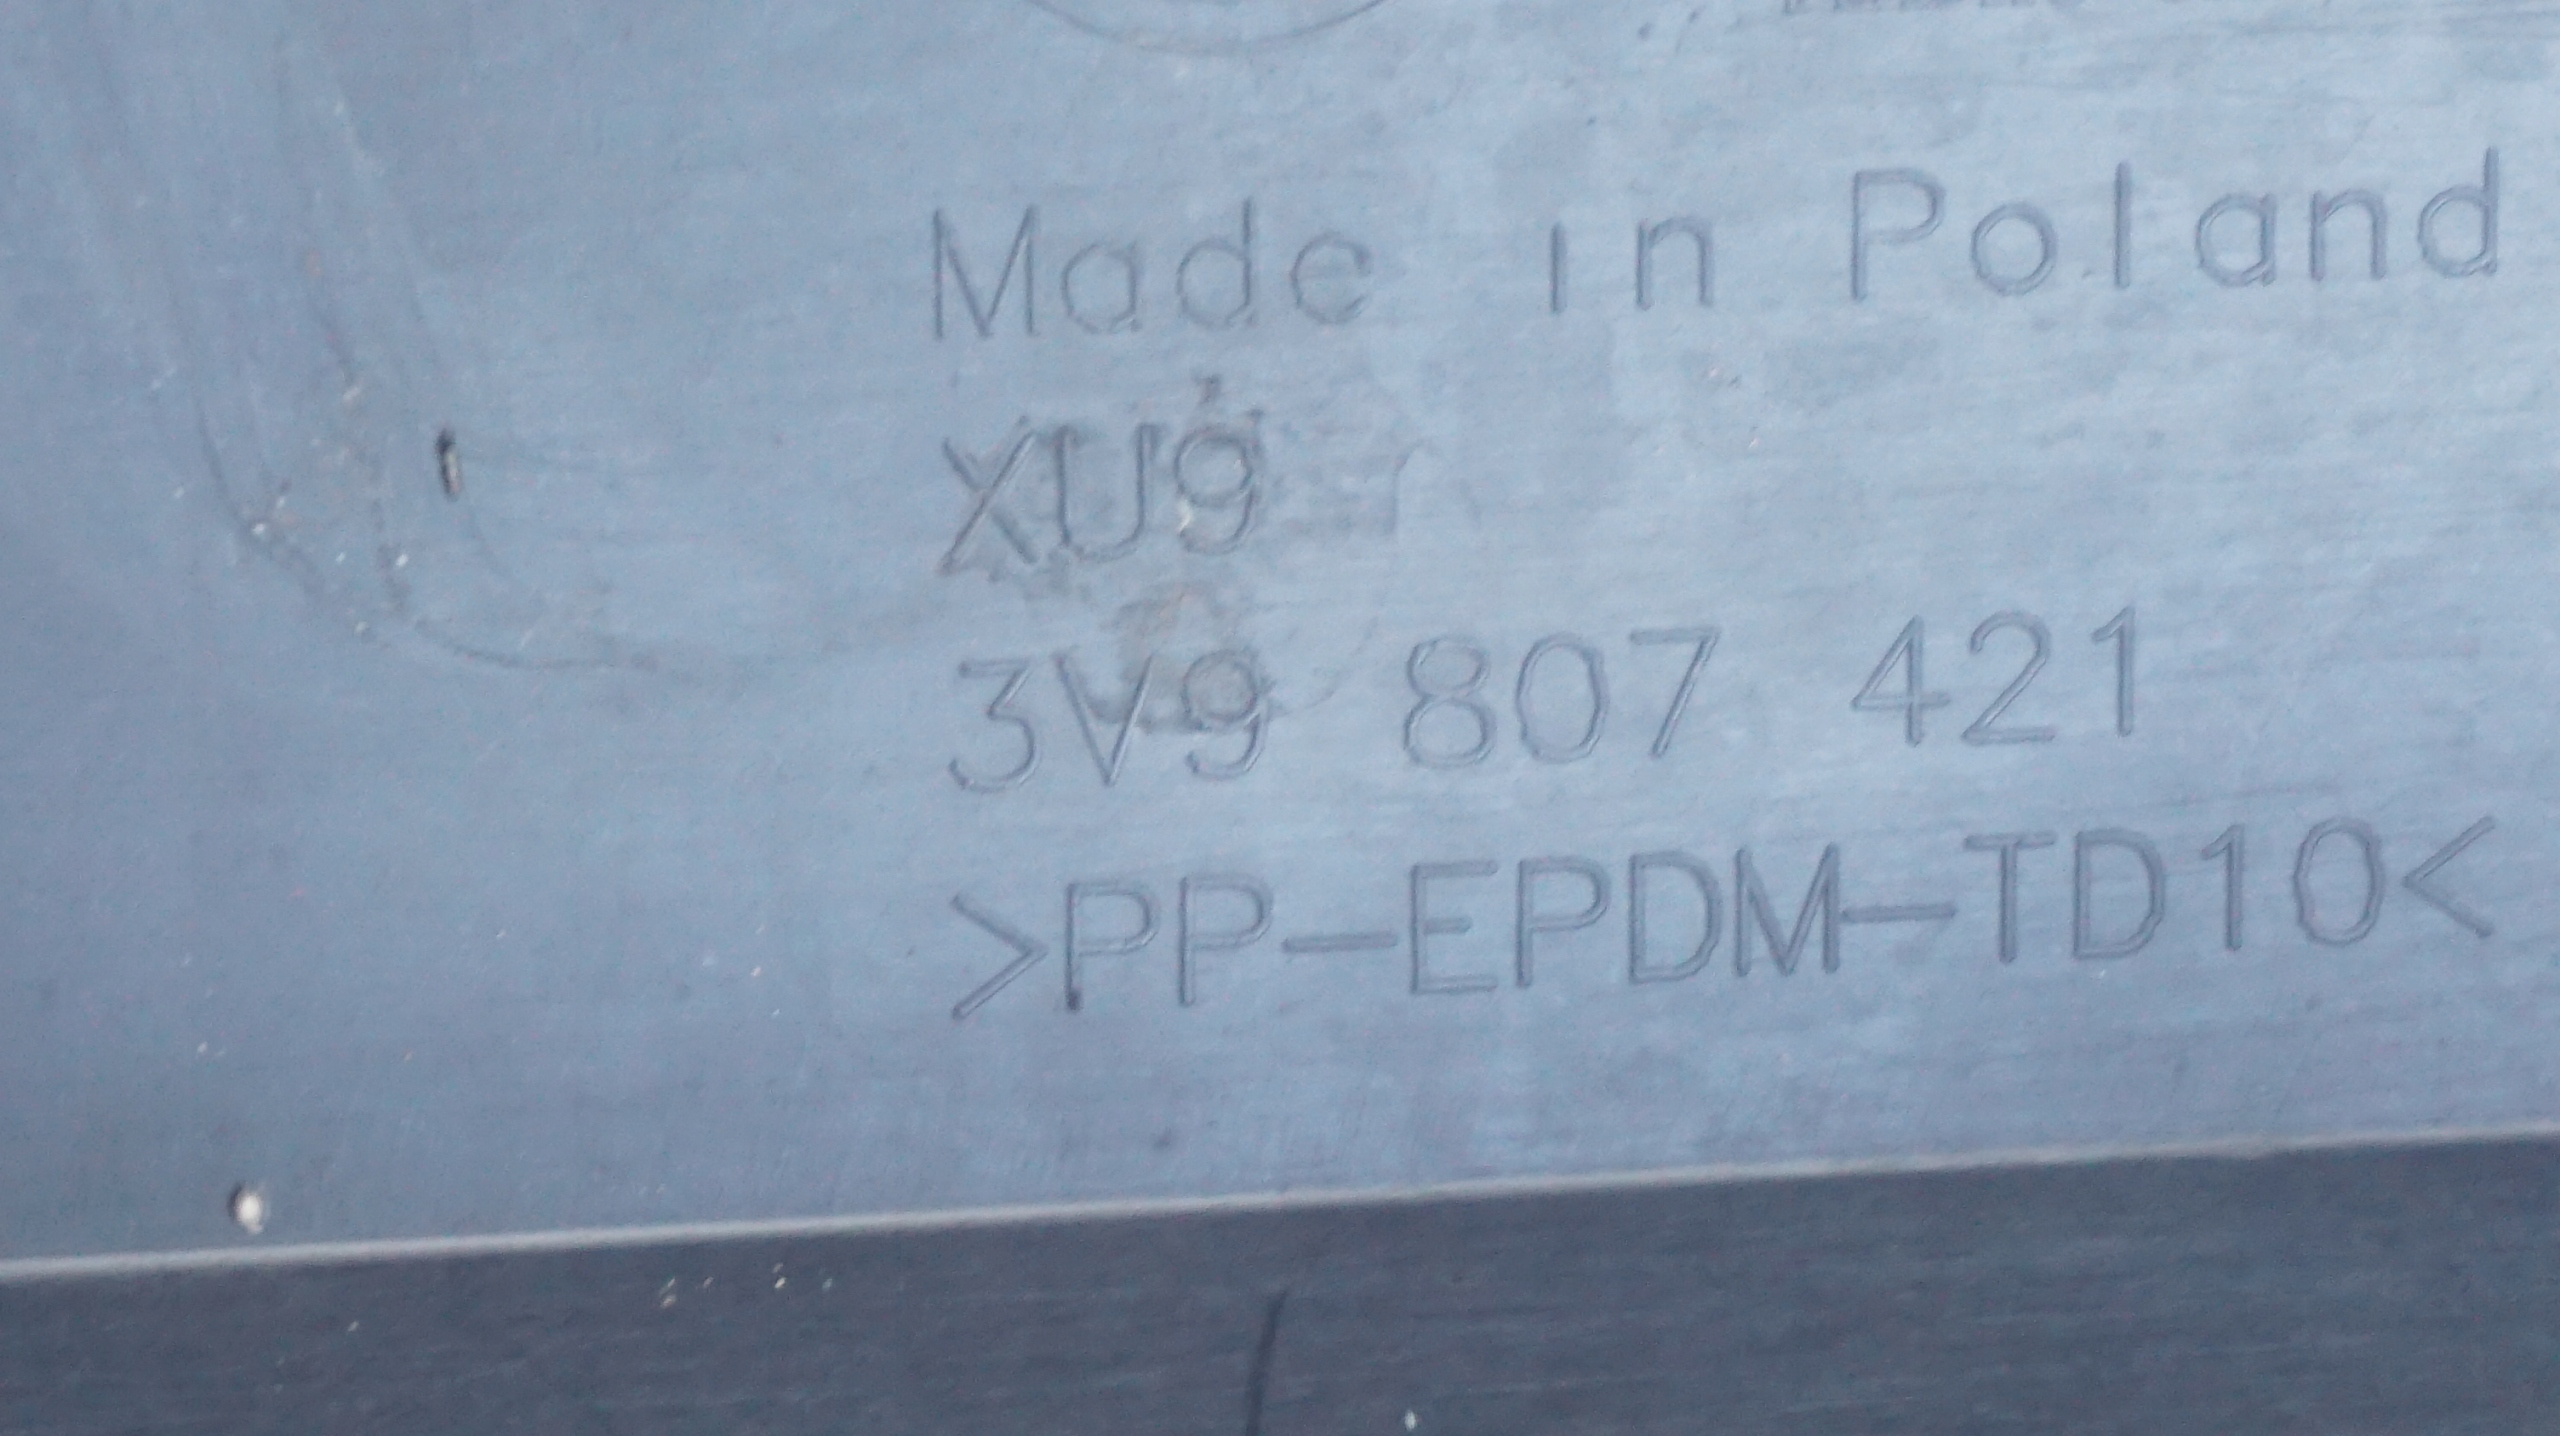 Made in Poland
XU9
3V9 807 421
>PP-EPDM-TD10<